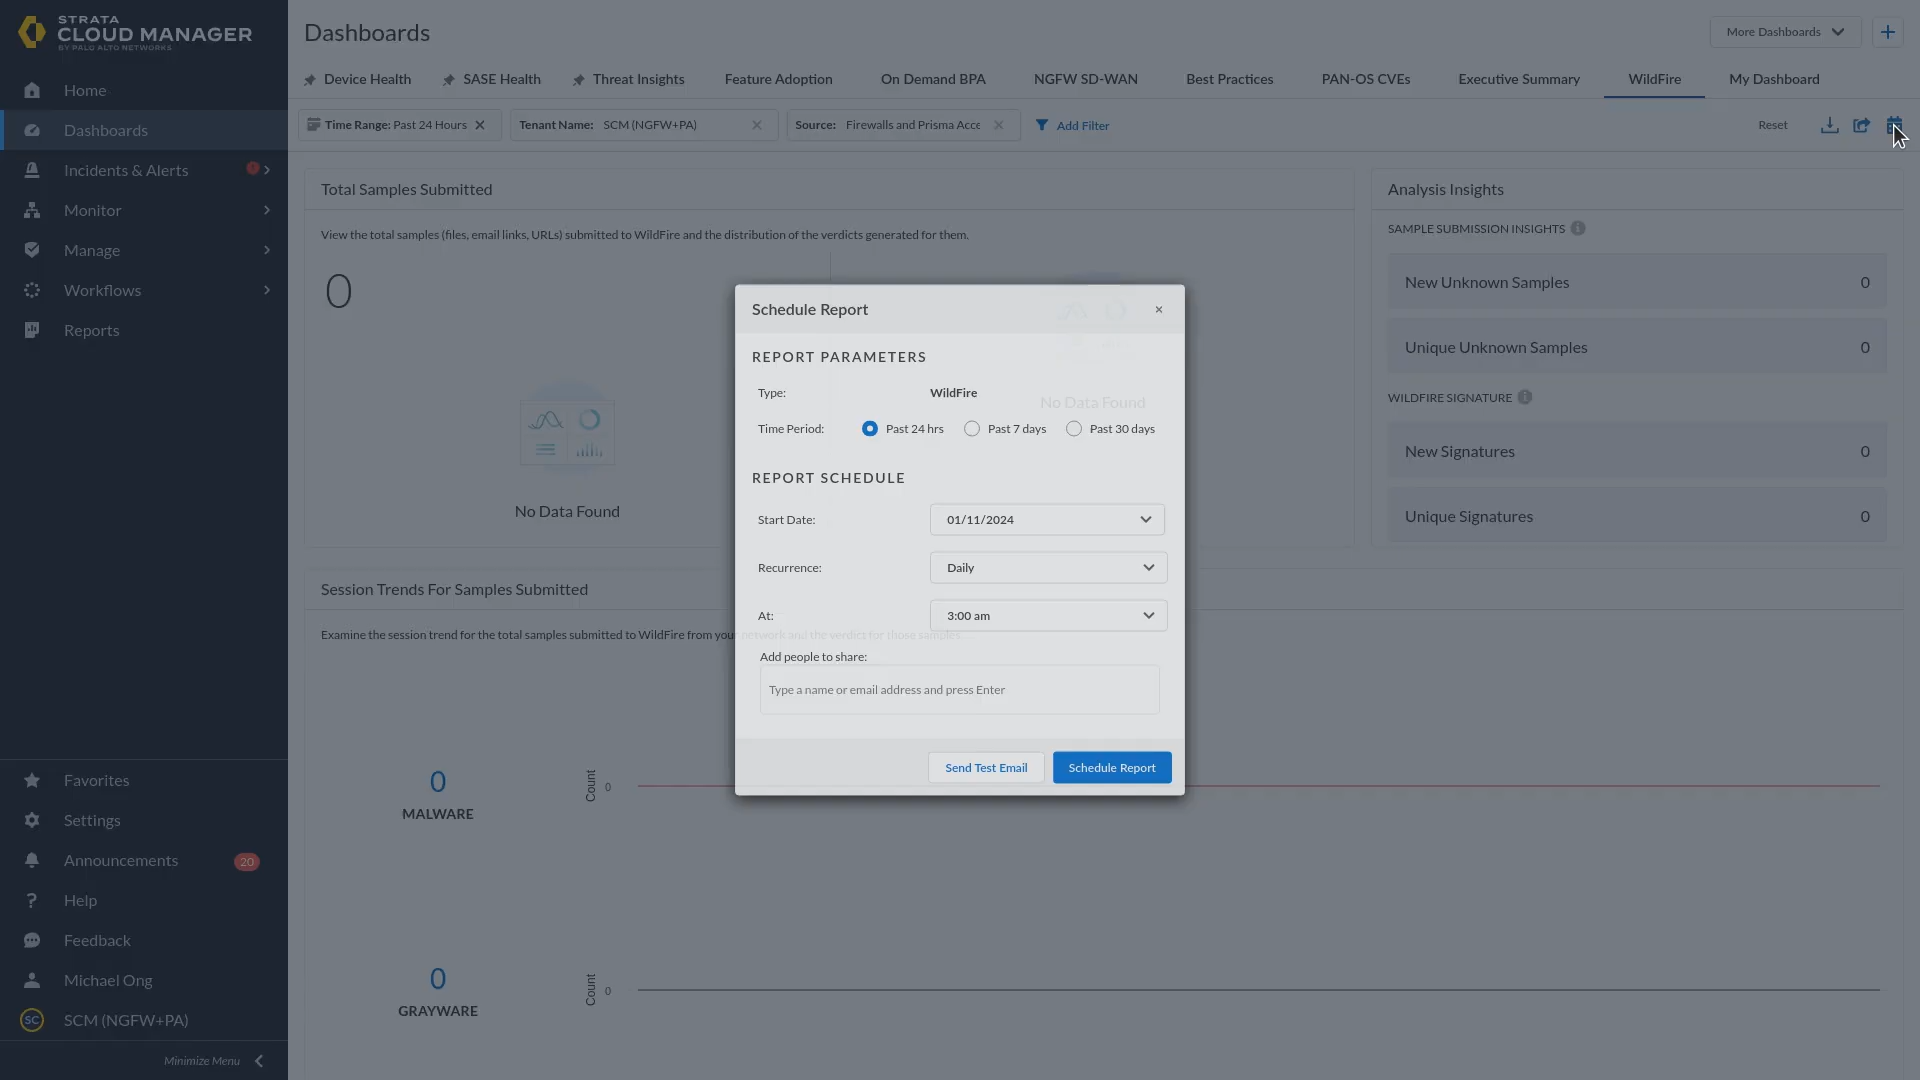 STRATA
CLOUD MANAGER
BY PALO ALTO NETWORKS
Home
Dashboards
Incidents & Alerts
Monitor
Manage
Workflows
Reports
Favorites
Settings
Announcements 20
Help
Feedback
Michael Ong
SC SCM (NGFW+PA)
Minimize Menu
Dashboards
More Dashboards
Device Health SASE Health Threat Insights Feature Adoption On Demand BPA NGFW SD-WAN Best Practices PAN-OS CVEs Executive Summary WildFire My Dashboard
Time Range: Past 24 Hours Tenant Name: SCM (NGFW+PA) Source: Firewalls and Prisma Acce Add Filter Reset
Total Samples Submitted
View the total samples (files, email links, URLs) submitted to WildFire and the distribution of the verdicts generated for them.
0
No Data Found
No Data Found
Analysis Insights
SAMPLE SUBMISSION INSIGHTS
New Unknown Samples 0
Unique Unknown Samples 0
WILDFIRE SIGNATURE
New Signatures 0
Unique Signatures 0
Session Trends For Samples Submitted
Examine the session trend for the total samples submitted to WildFire from your network and the verdict for those samples.
0
MALWARE
Count
0
0
GRAYWARE
Count
0
Schedule Report ×
REPORT PARAMETERS
Type: WildFire
Time Period: Past 24 hrs Past 7 days Past 30 days
REPORT SCHEDULE
Start Date: 01/11/2024
Recurrence: Daily
At: 3:00 am
Add people to share:
Type a name or email address and press Enter
Send Test Email Schedule Report